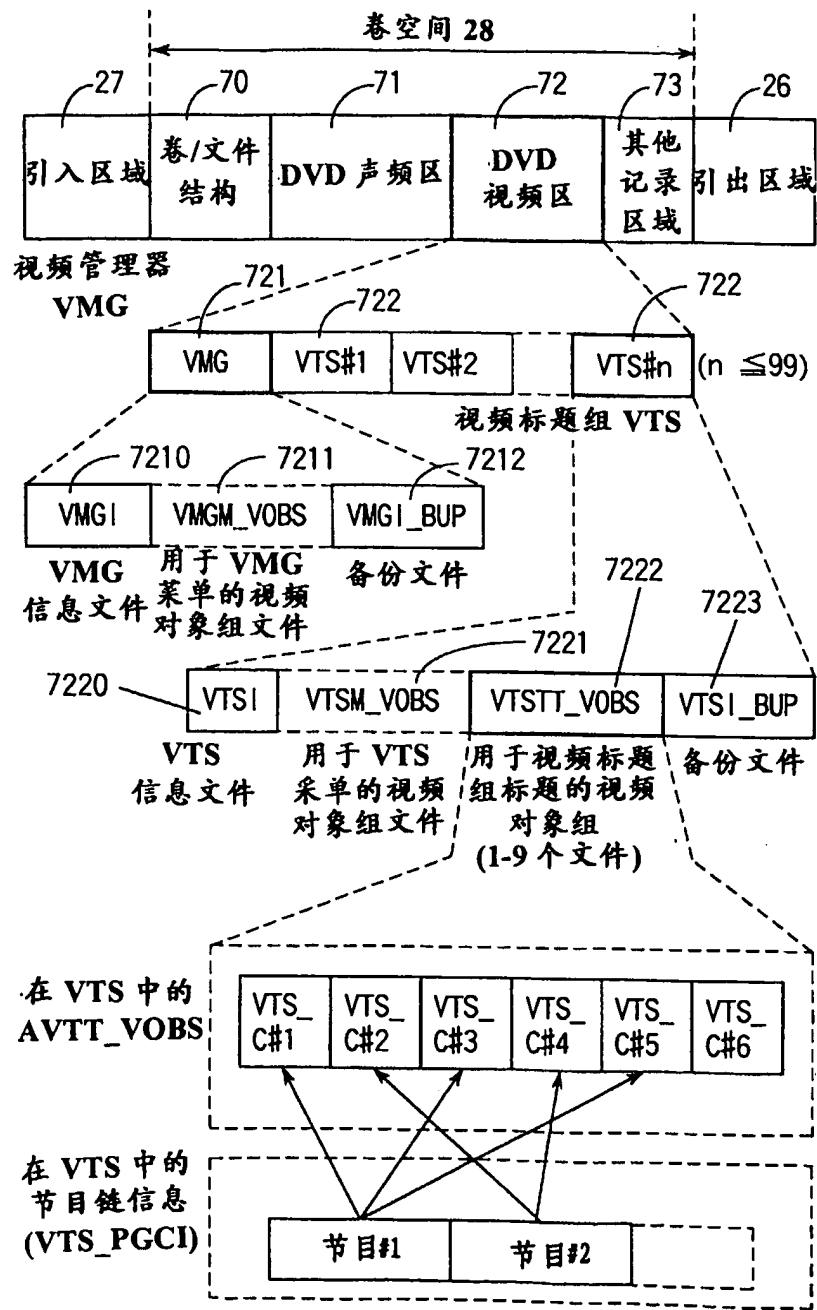 卷空间 28
27
70
71
72
73
26
引入区域
卷/文件
结构
DVD 声频区
DVD
视频区
其他
记录
区域
引出区域
视频管理器
VMG
721
722
722
VMG
VTS#1
VTS#2
VTS#n
(n ≦99)
视频标题组 VTS
7210
7211
7212
VMGI
VMGM_VOBS
VMGI_BUP
VMG
信息文件
用于 VMG
菜单的视频
对象组文件
备份文件
7220
7221
7222
7223
VTSI
VTSM_VOBS
VTSTT_VOBS
VTSI_BUP
VTS
信息文件
用于 VTS
采单的视频
对象组文件
用于视频标题
组标题的视频
对象组
(1-9 个文件)
备份文件
在 VTS 中的
AVTT_VOBS
VTS_
C#1
VTS_
C#2
VTS_
C#3
VTS_
C#4
VTS_
C#5
VTS_
C#6
在 VTS 中的
节目链信息
(VTS_PGCI)
节目#1
节目#2